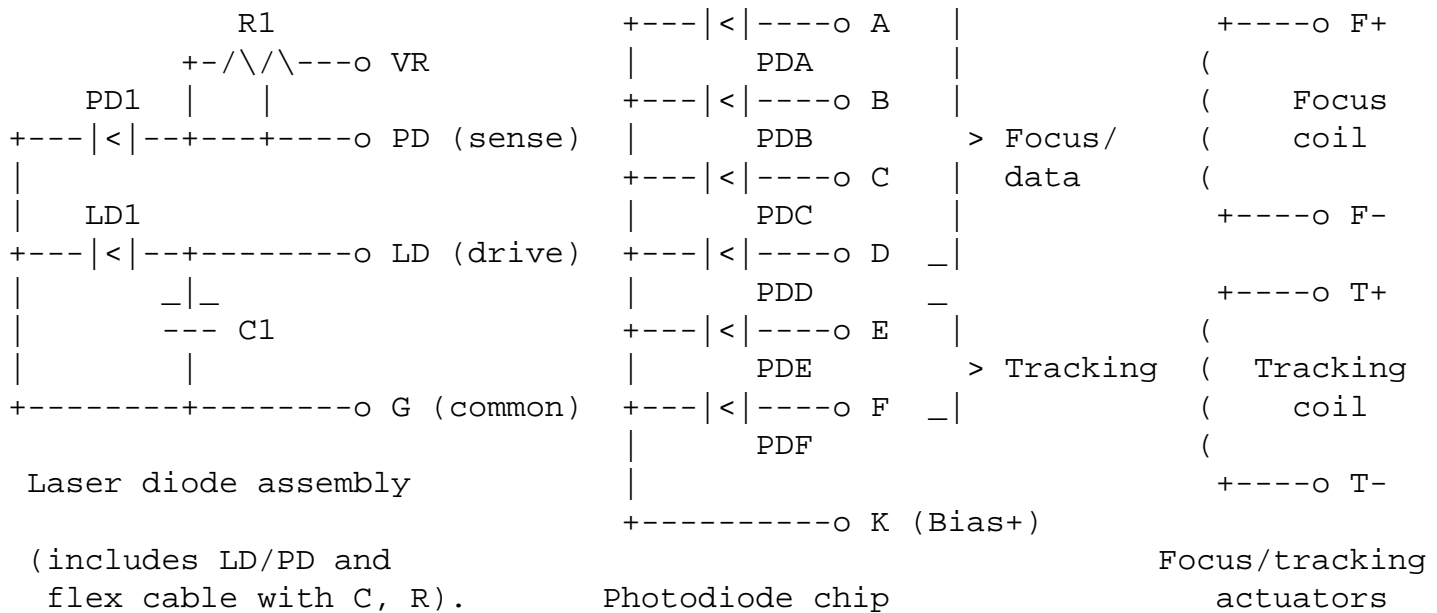 _
             R1                +---|<|----o A   |             +----o F+
          +-/\/\---o VR        |      PDA       |            (
    PD1   |   |                +---|<|----o B   |            (    Focus
+---|<|--+---+----o PD (sense) |      PDB        > Focus/    (    coil
|                              +---|<|----o C   |  data      (
|   LD1                        |      PDC       |             +----o F-
+---|<|--+--------o LD (drive) +---|<|----o D  _|
|       _|_                    |      PDD      _              +----o T+
|       --- C1                 +---|<|----o E   |            (
|        |                     |      PDE        > Tracking  (  Tracking
+--------+--------o G (common) +---|<|----o F  _|            (    coil
                               |      PDF                    (
 Laser diode assembly          |                              +----o T-
                               +----------o K (Bias+)
 (includes LD/PD and                                       Focus/tracking
  flex cable with C, R).      Photodiode chip                 actuators